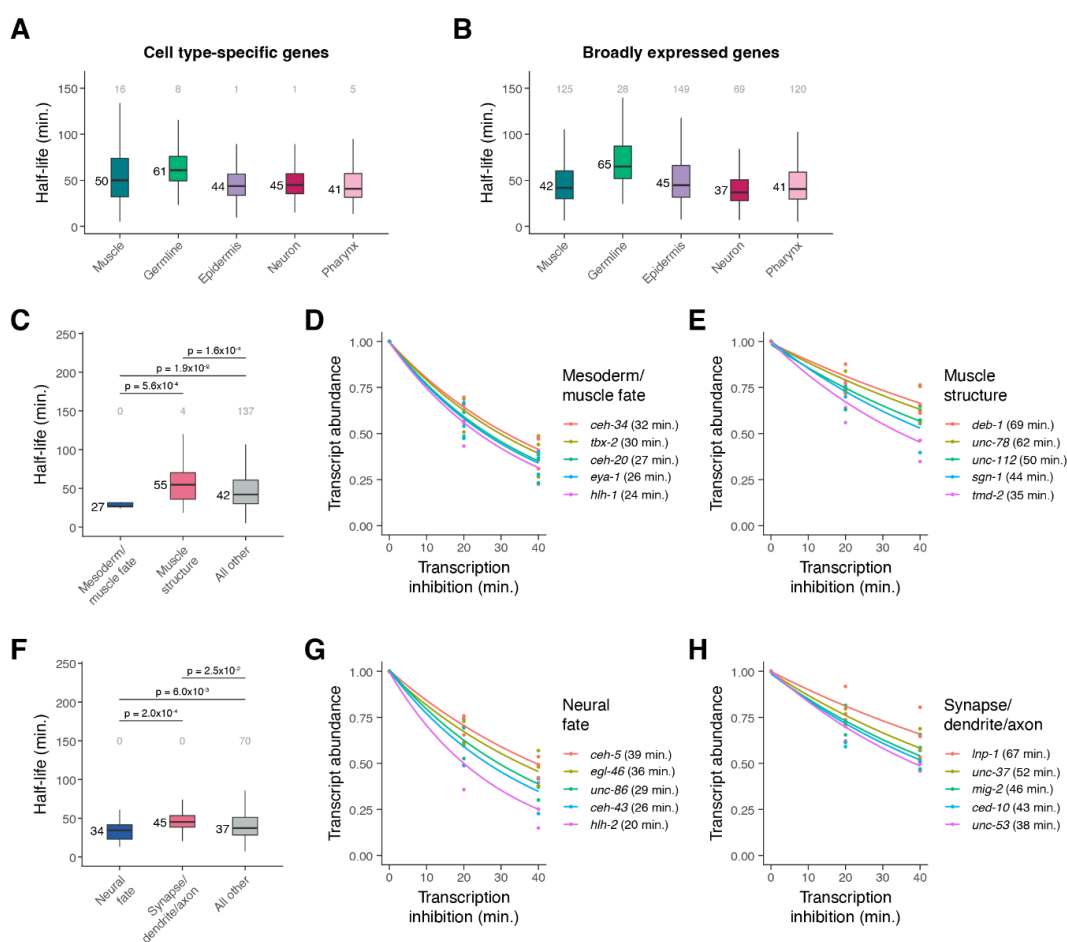 A
Cell type-specific genes
Half-life (min.)
150
100
50
0
16
8
1
1
5
50
61
44
45
41
Muscle
Germline
Epidermis
Neuron
Pharynx
B
Broadly expressed genes
Half-life (min.)
150
100
50
0
125
28
149
69
120
42
65
45
37
41
Muscle
Germline
Epidermis
Neuron
Pharynx
C
Half-life (min.)
250
200
150
100
50
0
p = 1.6x10⁻⁴
p = 1.9x10⁻²
p = 5.6x10⁻⁴
0
4
137
27
55
42
Mesoderm/
muscle fate
Muscle
structure
All other
D
Transcript abundance
1.00
0.75
0.50
0.25
0.00
0
10
20
30
40
Transcription
inhibition (min.)
Mesoderm/
muscle fate
ceh-34 (32 min.)
tbx-2 (30 min.)
ceh-20 (27 min.)
eya-1 (26 min.)
hlh-1 (24 min.)
E
Transcript abundance
1.00
0.75
0.50
0.25
0.00
0
10
20
30
40
Transcription
inhibition (min.)
Muscle
structure
deb-1 (69 min.)
unc-78 (62 min.)
unc-112 (50 min.)
sgn-1 (44 min.)
tmd-2 (35 min.)
F
Half-life (min.)
250
200
150
100
50
0
p = 2.5x10⁻²
p = 6.0x10⁻³
p = 2.0x10⁻⁴
0
0
70
34
45
37
Neural
fate
Synapse/
dendrite/axon
All other
G
Transcript abundance
1.00
0.75
0.50
0.25
0.00
0
10
20
30
40
Transcription
inhibition (min.)
Neural
fate
ceh-5 (39 min.)
egl-46 (36 min.)
unc-86 (29 min.)
ceh-43 (26 min.)
hlh-2 (20 min.)
H
Transcript abundance
1.00
0.75
0.50
0.25
0.00
0
10
20
30
40
Transcription
inhibition (min.)
Synapse/
dendrite/axon
lnp-1 (67 min.)
unc-37 (52 min.)
mig-2 (46 min.)
ced-10 (43 min.)
unc-53 (38 min.)